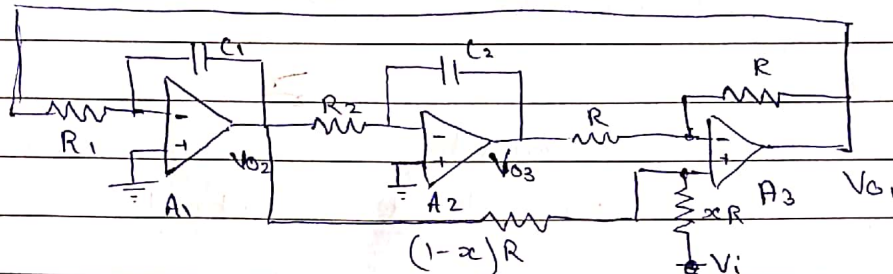 C1
C2
R
R1
-
+
VO2
A1
R2
-
+
VO3
A2
R
-
+
A3
VO1
xR
(1-x)R
Vi